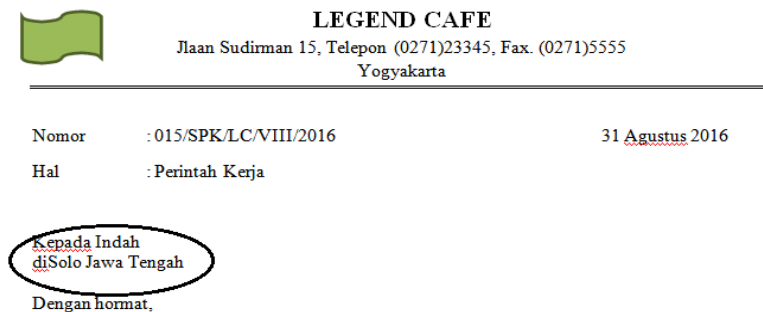 LEGEND CAFE
Jlaan Sudirman 15, Telepon (0271)23345, Fax. (0271)5555
Yogyakarta
Nomor : 015/SPK/LC/VIII/2016 31 Agustus 2016
Hal : Perintah Kerja
Kepada Indah
diSolo Jawa Tengah
Dengan hormat,